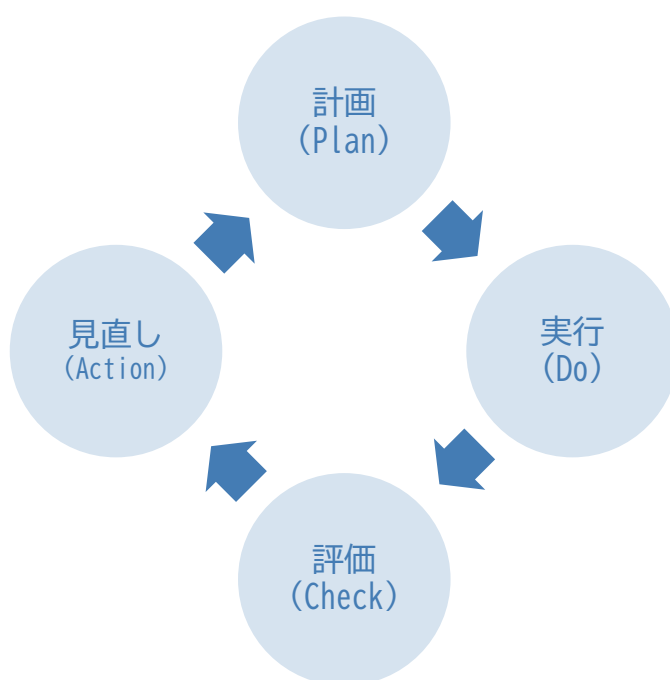 計画
(Plan)
実行
(Do)
評価
(Check)
見直し
(Action)